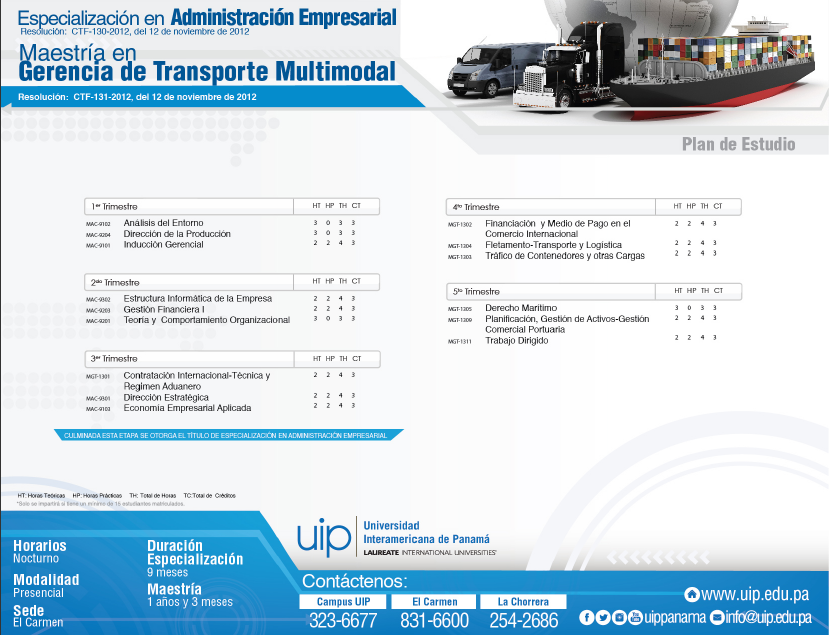 Especialización en Administración Empresarial
Resolución: CTF-130-2012, del 12 de noviembre de 2012
Maestría en
Gerencia de Transporte Multimodal
Resolución: CTF-131-2012, del 12 de noviembre de 2012
Plan de Estudio
1er Trimestre HT HP TH CT
MAC-9102 Análisis del Entorno 3 0 3 3
MAC-9204 Dirección de la Producción 3 0 3 3
MAC-9101 Inducción Gerencial 2 2 4 3
2do Trimestre HT HP TH CT
MAC-9302 Estructura Informática de la Empresa 2 2 4 3
MAC-9203 Gestión Financiera I 2 2 4 3
MAC-9201 Teoría y Comportamiento Organizacional 3 0 3 3
3er Trimestre HT HP TH CT
MGT-1301 Contratación Internacional-Técnica y 2 2 4 3
Regimen Aduanero
MAC-9301 Dirección Estratégica 2 2 4 3
MAC-9103 Economía Empresarial Aplicada 2 2 4 3
CULMINADA ESTA ETAPA SE OTORGA EL TÍTULO DE ESPECIALIZACIÓN EN ADMINISTRACIÓN EMPRESARIAL
4to Trimestre HT HP TH CT
MGT-1302 Financiación y Medio de Pago en el 2 2 4 3
Comercio Internacional
MGT-1304 Fletamento-Transporte y Logística 2 2 4 3
MGT-1303 Tráfico de Contenedores y otras Cargas 2 2 4 3
5to Trimestre HT HP TH CT
MGT-1305 Derecho Marítimo 3 0 3 3
MGT-1309 Planificación, Gestión de Activos-Gestión 2 2 4 3
Comercial Portuaria
MGT-1311 Trabajo Dirigido 2 2 4 3
HT: Horas Teóricas HP: Horas Prácticas TH: Total de Horas TC:Total de Créditos
*Solo se impartirá si tiene un mínimo de 15 estudiantes matriculados.
Horarios
Nocturno
Modalidad
Presencial
Sede
El Carmen
Duración
Especialización
9 meses
Maestría
1 años y 3 meses
uip
Universidad
Interamericana de Panamá
LAUREATE INTERNATIONAL UNIVERSITIES
Contáctenos:
Campus UIP El Carmen La Chorrera
323-6677 831-6600 254-2686
www.uip.edu.pa
uippanama info@uip.edu.pa